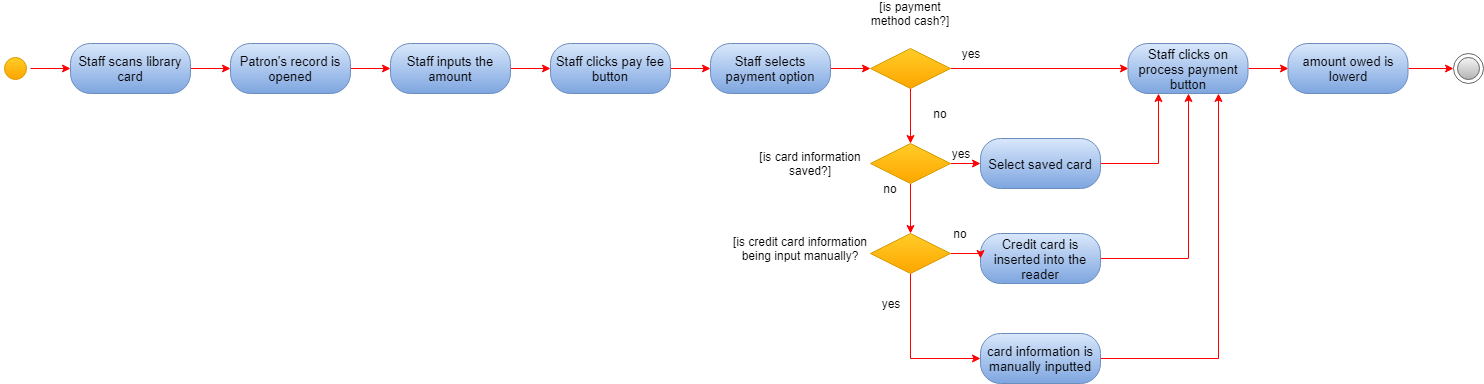 [is payment
method cash?]
Staff scans library
card
Patron's record is
opened
Staff inputs the
amount
Staff clicks pay fee
button
Staff selects
payment option
yes
Staff clicks on
process payment
button
amount owed is
lowerd
no
[is card information
saved?]
yes
Select saved card
no
[is credit card information
being input manually?
no
Credit card is
inserted into the
reader
yes
card information is
manually inputted